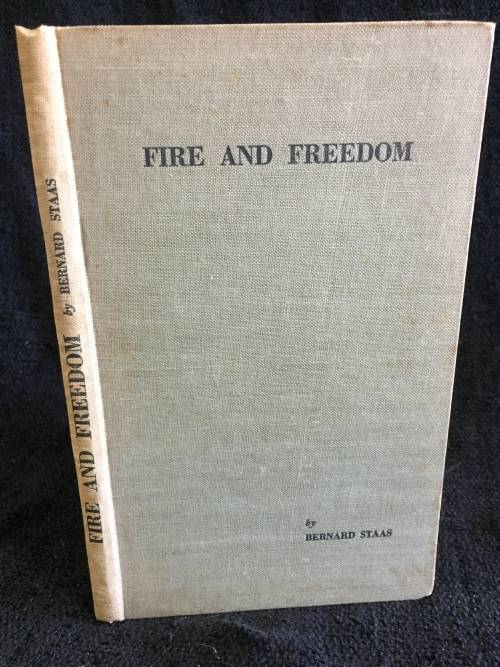 FIRE AND FREEDOM
by
BERNARD STAAS
FIRE AND FREEDOM by BERNARD STAAS